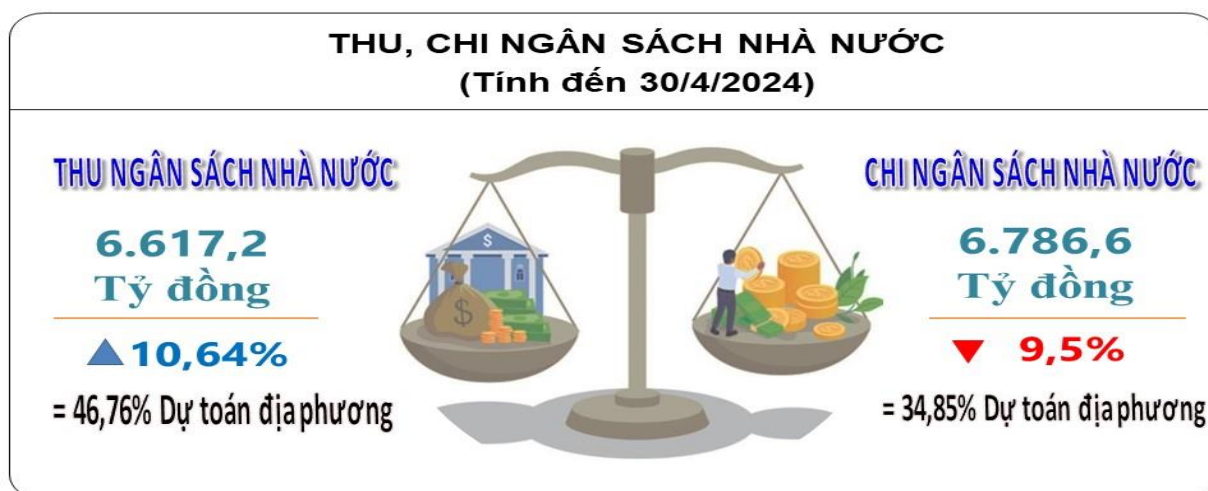 THU, CHI NGÂN SÁCH NHÀ NƯỚC
(Tính đến 30/4/2024)
THU NGÂN SÁCH NHÀ NƯỚC
6.617,2
Tỷ đồng
▲10,64%
= 46,76% Dự toán địa phương
CHI NGÂN SÁCH NHÀ NƯỚC
6.786,6
Tỷ đồng
▼ 9,5%
= 34,85% Dự toán địa phương